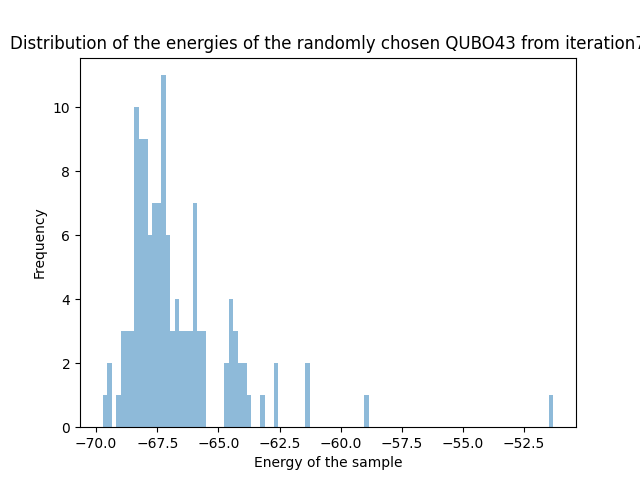 Distribution of the energies of the randomly chosen QUBO43 from iteration7
10
8
6
4
2
0
Frequency
−70.0 −67.5 −65.0 −62.5 −60.0 −57.5 −55.0 −52.5
Energy of the sample